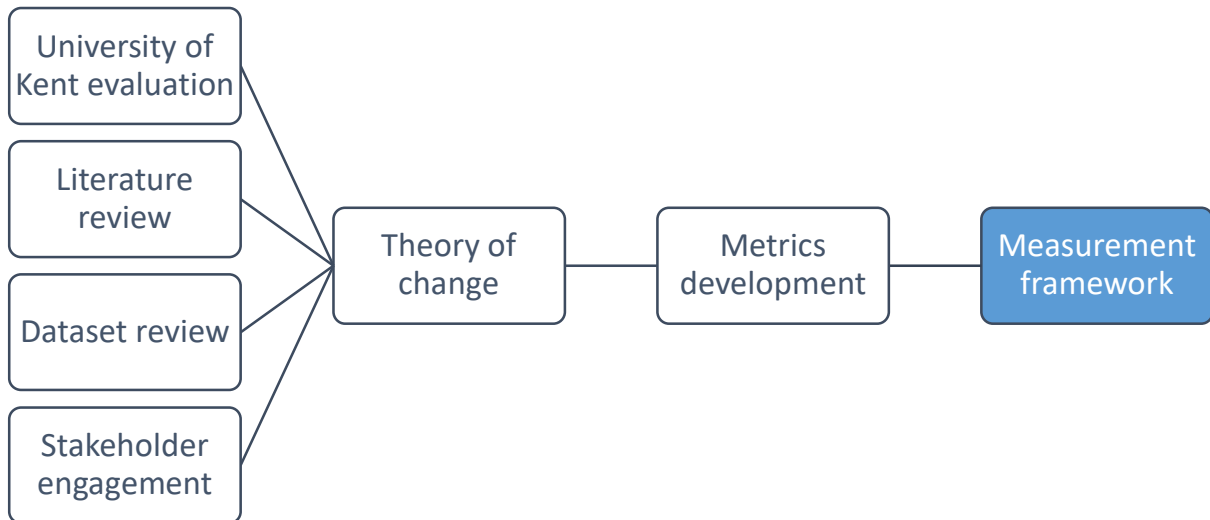 University of
Kent evaluation
Literature
review
Dataset review
Stakeholder
engagement
Theory of
change
Metrics
development
Measurement
framework